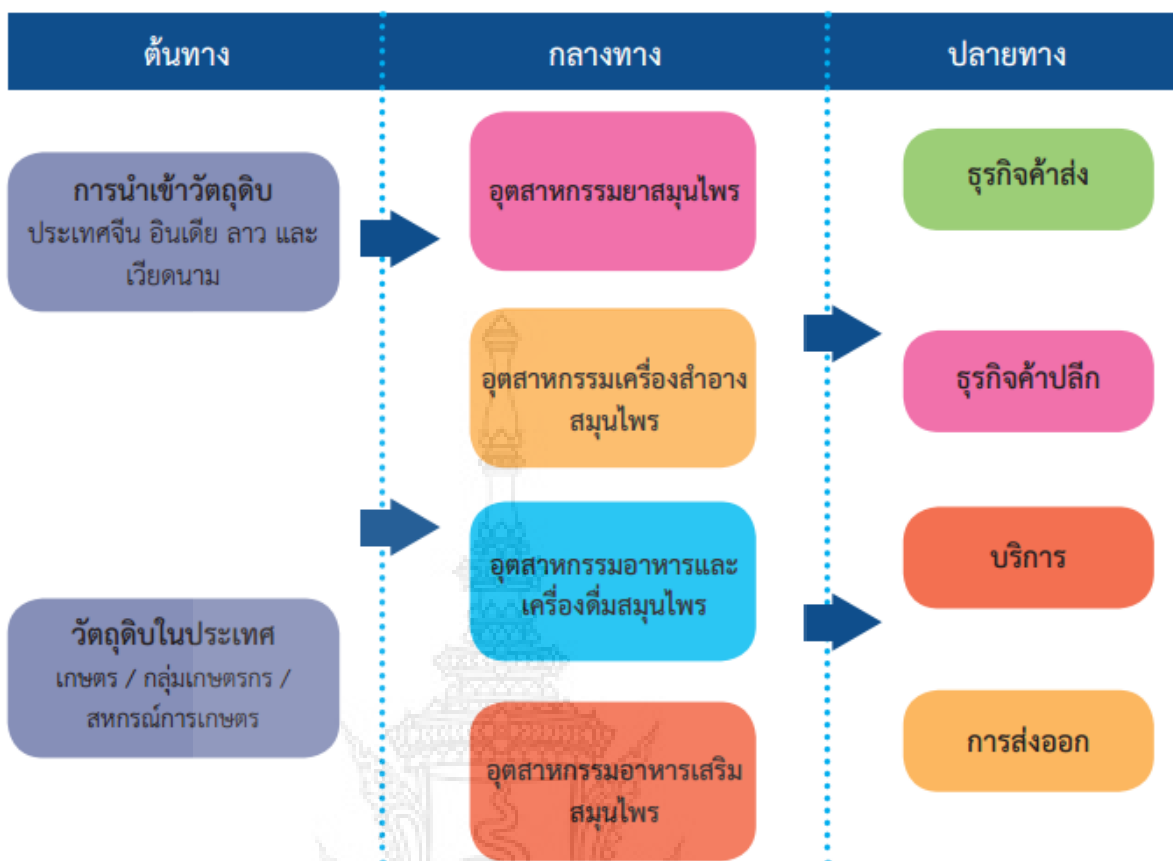 ต้นทาง
กลางทาง
ปลายทาง
การนำเข้าวัตถุดิบ
ประเทศจีน อินเดีย ลาว และ
เวียดนาม
วัตถุดิบในประเทศ
เกษตร / กลุ่มเกษตรกร /
สหกรณ์การเกษตร
อุตสาหกรรมยาสมุนไพร
อุตสาหกรรมเครื่องสำอาง
สมุนไพร
อุตสาหกรรมอาหารและ
เครื่องดื่มสมุนไพร
อุตสาหกรรมอาหารเสริม
สมุนไพร
ธุรกิจค้าส่ง
ธุรกิจค้าปลีก
บริการ
การส่งออก